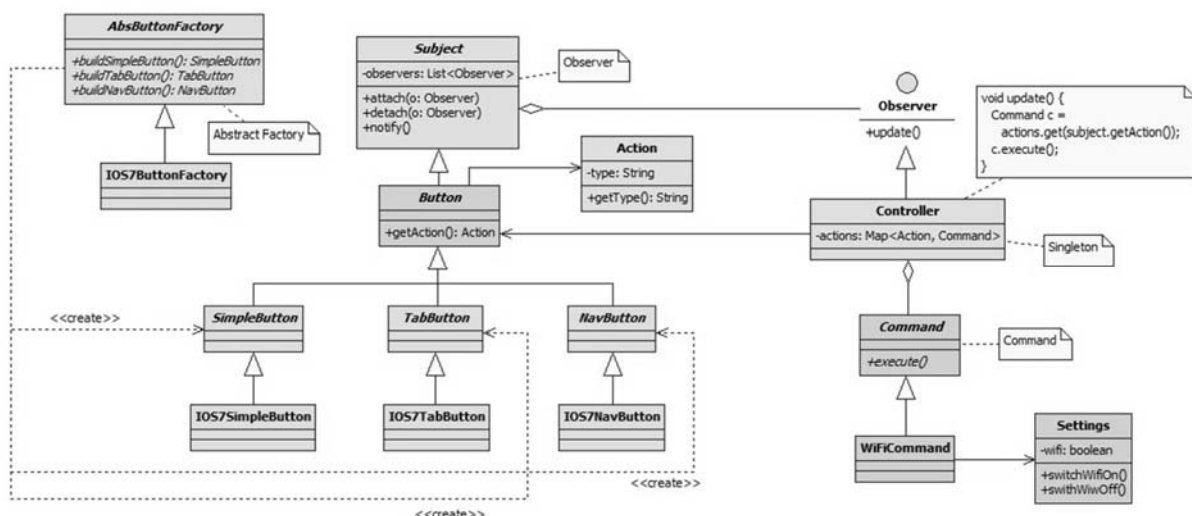 AbsButtonFactory
+buildSimpleButton(): SimpleButton
+buildTabButton(): TabButton
+buildNavButton(): NavButton
Abstract Factory
IOS7ButtonFactory
Subject
-observers: List<Observer>
+attach(o: Observer)
+detach(o: Observer)
+notify()
Observer
Observer
+update()
void update() {
Command c =
actions.get(subject.getAction());
c.execute();
}
Action
-type: String
+getType(): String
Button
+getAction(): Action
Controller
-actions: Map<Action, Command>
Singleton
<<create>>
SimpleButton
TabButton
NavButton
Command
+execute()
Command
IOS7SimpleButton
IOS7TabButton
IOS7NavButton
WiFiCommand
Settings
-wifi: boolean
+switchWifiOn()
+swithWiwOff()
<<create>>
<<create>>